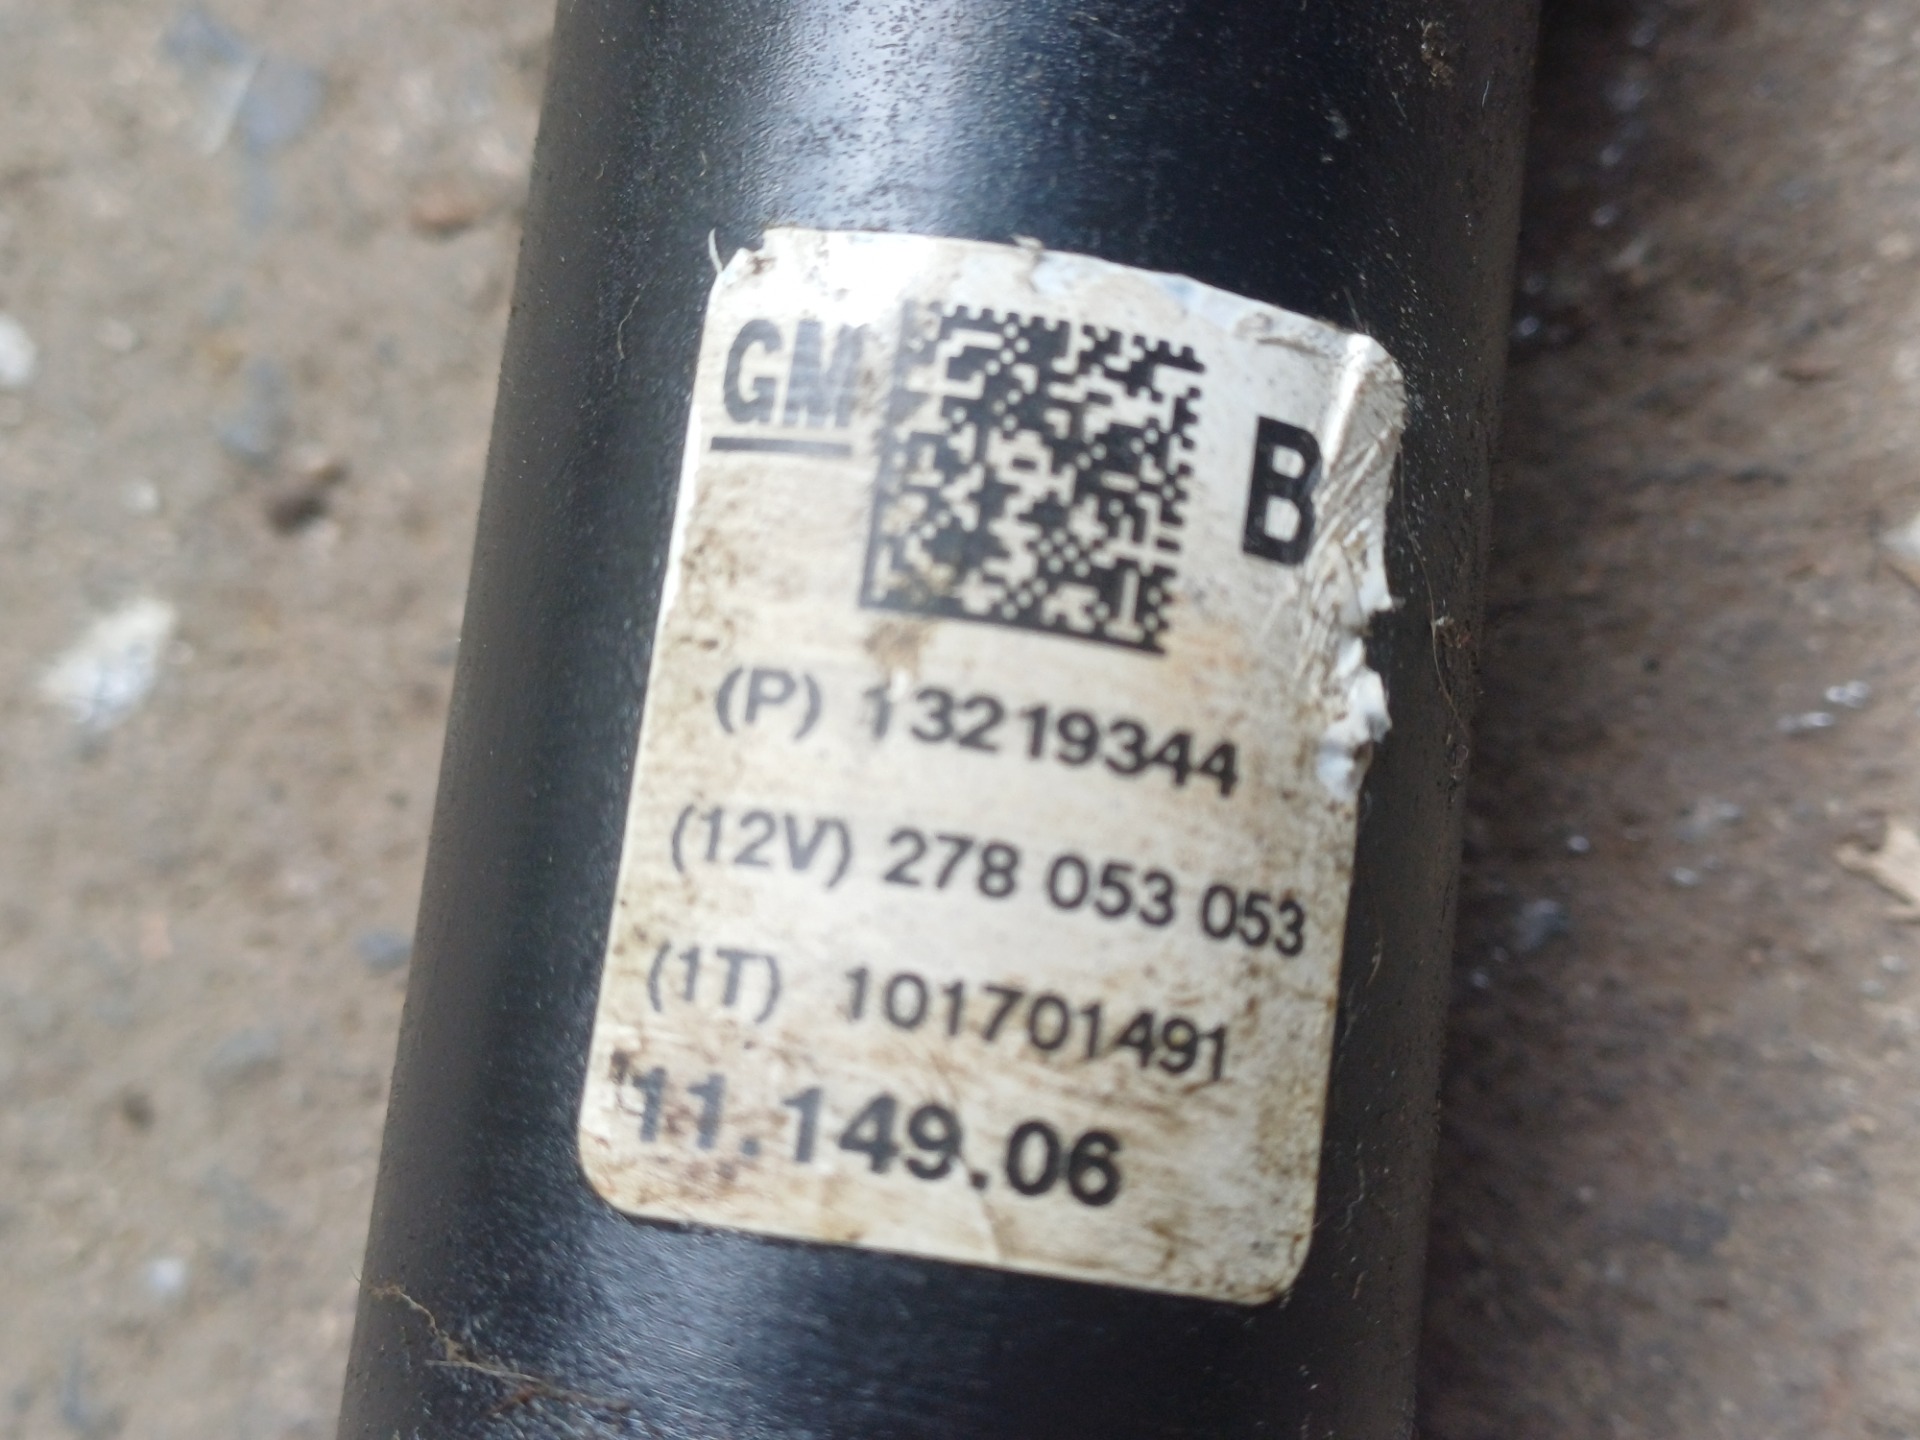 GM B
(P) 13219344
(12V) 278 053 053
(1T) 101701491
11.149.06